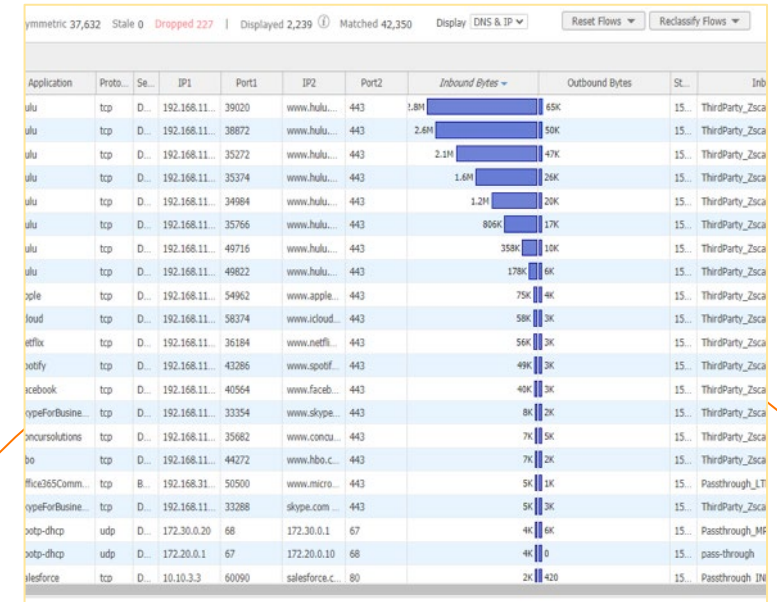 ymmetric 37,632 Stale 0 Dropped 227 | Displayed 2,239 i Matched 42,350 Display DNS & IP Reset Flows Reclassify Flows
Application Proto... Se... IP1 Port1 IP2 Port2 Inbound Bytes Outbound Bytes St... Inb
ulu tcp D... 192.168.11... 39020 www.hulu.... 443 2.8M 65K 15... ThirdParty_Zsca
ulu tcp D... 192.168.11... 38872 www.hulu.... 443 2.6M 50K 15... ThirdParty_Zsca
ulu tcp D... 192.168.11... 35272 www.hulu.... 443 2.1M 47K 15... ThirdParty_Zsca
ulu tcp D... 192.168.11... 35374 www.hulu.... 443 1.6M 26K 15... ThirdParty_Zsca
ulu tcp D... 192.168.11... 34984 www.hulu.... 443 1.2M 20K 15... ThirdParty_Zsca
ulu tcp D... 192.168.11... 35766 www.hulu.... 443 806K 17K 15... ThirdParty_Zsca
ulu tcp D... 192.168.11... 49716 www.hulu.... 443 358K 10K 15... ThirdParty_Zsca
ulu tcp D... 192.168.11... 49822 www.hulu.... 443 178K 6K 15... ThirdParty_Zsca
pple tcp D... 192.168.11... 54962 www.apple... 443 75K 4K 15... ThirdParty_Zsca
loud tcp D... 192.168.11... 58374 www.icloud... 443 58K 3K 15... ThirdParty_Zsca
etflix tcp D... 192.168.11... 36184 www.netfli... 443 56K 3K 15... ThirdParty_Zsca
potify tcp D... 192.168.11... 43286 www.spotif... 443 49K 3K 15... ThirdParty_Zsca
acebook tcp D... 192.168.11... 40564 www.faceb... 443 40K 3K 15... ThirdParty_Zsca
kypeForBusine... tcp D... 192.168.11... 33354 www.skype... 443 8K 2K 15... ThirdParty_Zsca
oncursolutions tcp D... 192.168.11... 35682 www.concu... 443 7K 5K 15... ThirdParty_Zsca
bo tcp D... 192.168.11... 44272 www.hbo.c... 443 7K 2K 15... ThirdParty_Zsca
ffice365Comm... tcp B... 192.168.31... 50500 www.micro... 443 5K 1K 15... Passthrough_LT
kypeForBusine... tcp D... 192.168.11... 33288 skype.com ... 443 5K 3K 15... ThirdParty_Zsca
ootp-dhcp udp D... 172.30.0.20 68 172.30.0.1 67 4K 6K 15... Passthrough_MP
ootp-dhcp udp D... 172.20.0.1 67 172.20.0.10 68 4K 0 15... pass-through
alesforce tcp D... 10.10.3.3 60090 salesforce.c... 80 2K 420 15... Passthrough_IN